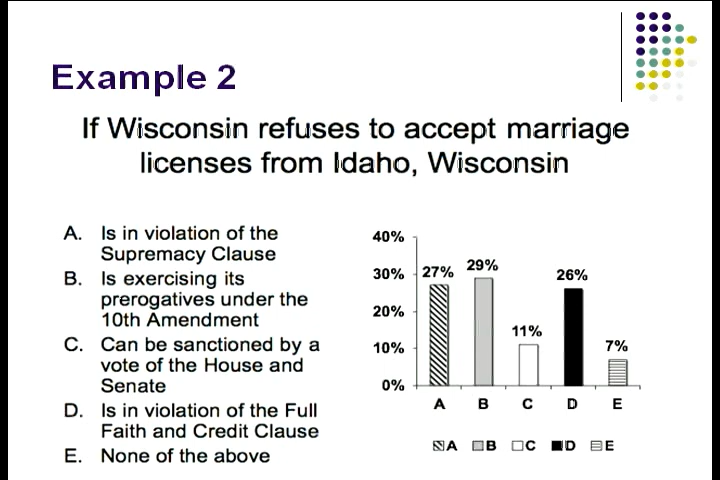 Example 2
If Wisconsin refuses to accept marriage
licenses from Idaho, Wisconsin
A. Is in violation of the
Supremacy Clause
B. Is exercising its
prerogatives under the
10th Amendment
C. Can be sanctioned by a
vote of the House and
Senate
D. Is in violation of the Full
Faith and Credit Clause
E. None of the above
40%
30%
20%
10%
0%
27%
29%
11%
26%
7%
A B C D E
A B C D E